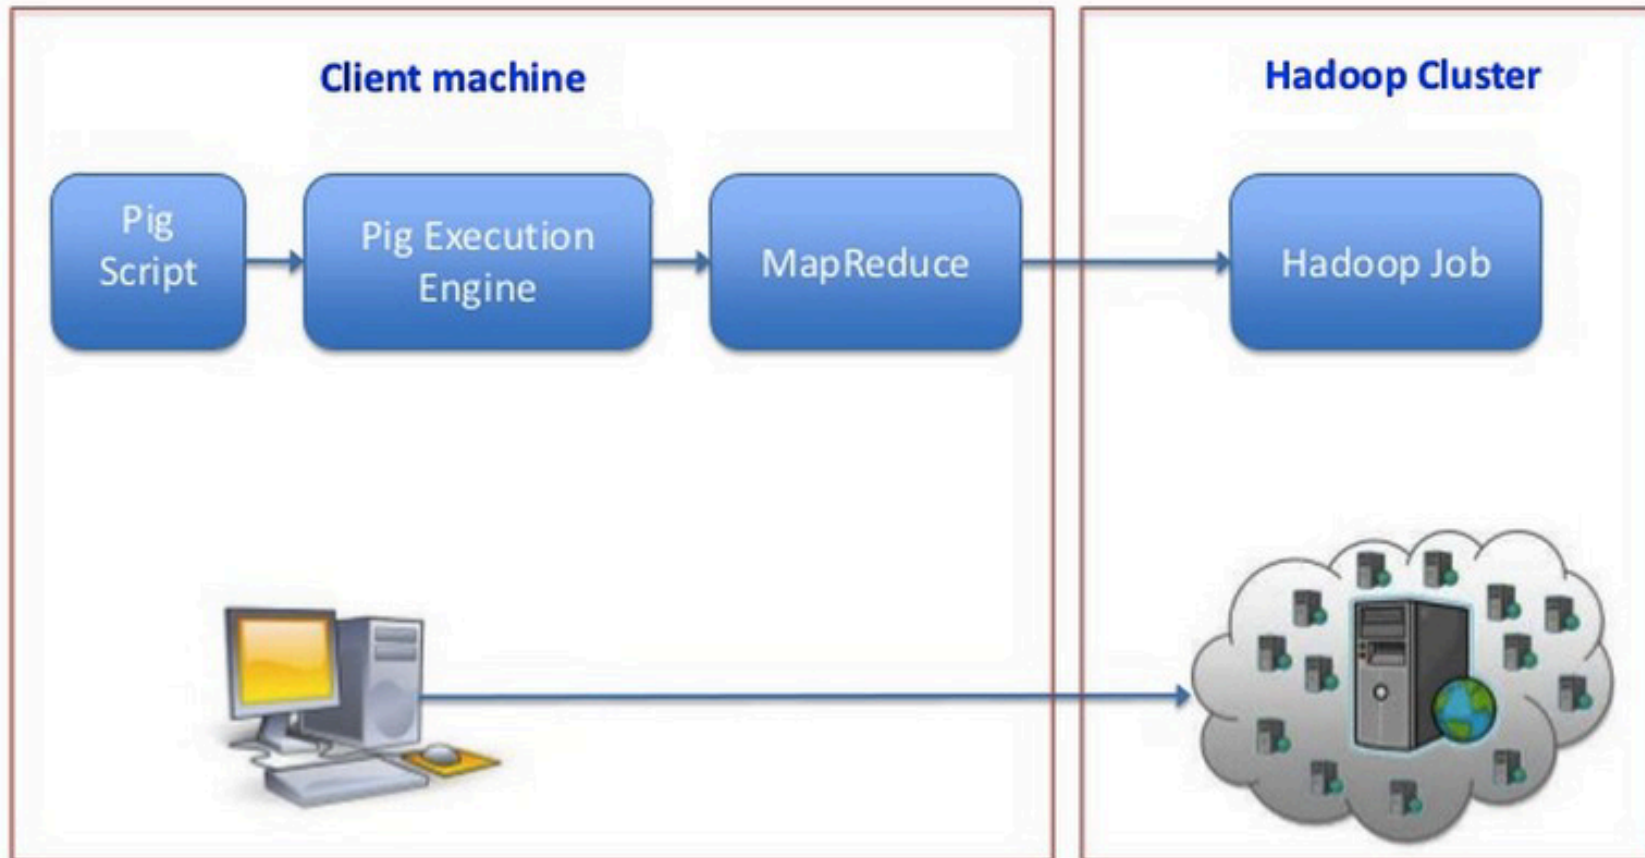 Client machine
Hadoop Cluster
Pig
Script
Pig Execution
Engine
MapReduce
Hadoop Job